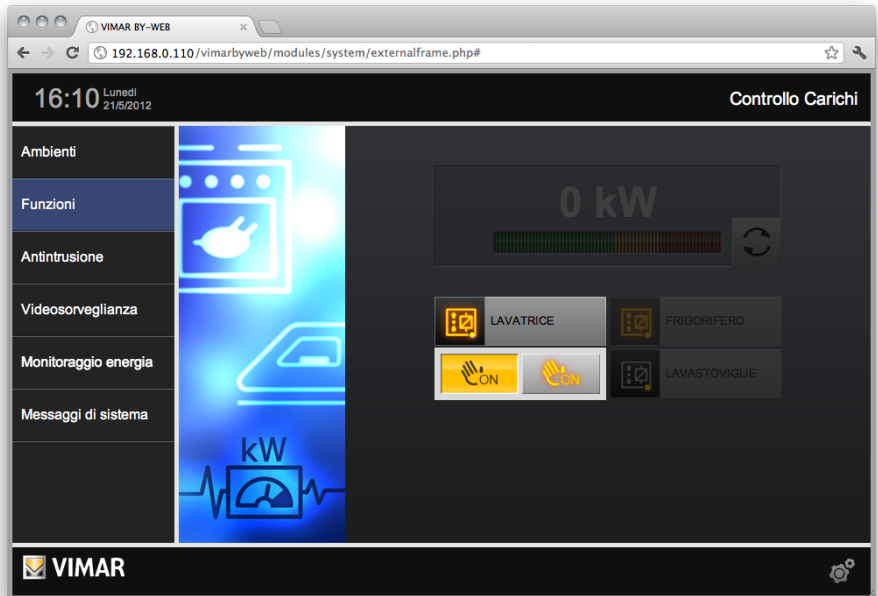 VIMAR BY-WEB
192.168.0.110/vimarbyweb/modules/system/externalframe.php#
16:10 Lunedì 21/5/2012
Controllo Carichi
Ambienti
Funzioni
Antintrusione
Videosorveglianza
Monitoraggio energia
Messaggi di sistema
kW
0 kW
LAVATRICE
FRIGORIFERO
ON
ON
LAVASTOVIGLIE
VIMAR